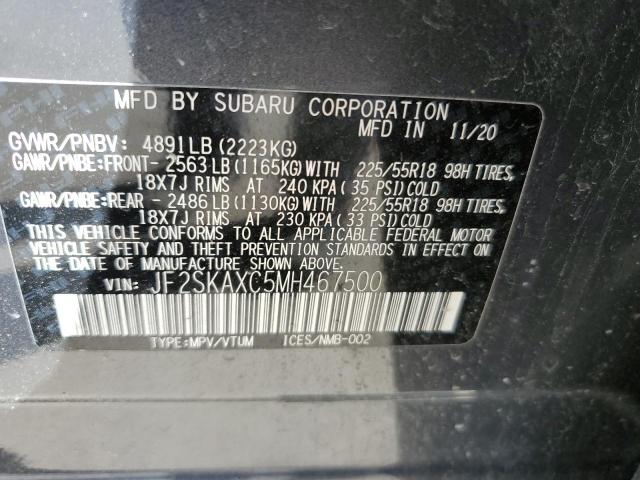 MFD BY SUBARU CORPORATION
MFD IN 11/20
GVWR/PNBV: 4891LB (2223KG)
GAWR/PNBE:FRONT- 2563LB (1165KG)WITH 225/55R18 98H TIRES,
18X7J RIMS AT 240 KPA( 35 PSI)COLD
GAWR/PNBE:REAR - 2486LB (1130KG)WITH 225/55R18 98H TIRES,
18X7J RIMS AT 230 KPA( 33 PSI)COLD
THIS VEHICLE CONFORMS TO ALL APPLICABLE FEDERAL MOTOR
VEHICLE SAFETY AND THEFT PREVENTION STANDARDS IN EFFECT ON
THE DATE OF MANUFACTURE SHOWN ABOVE.
VIN: JF2SKAXC5MH467500
TYPE:MPV/VTUM ICES/NMB-002